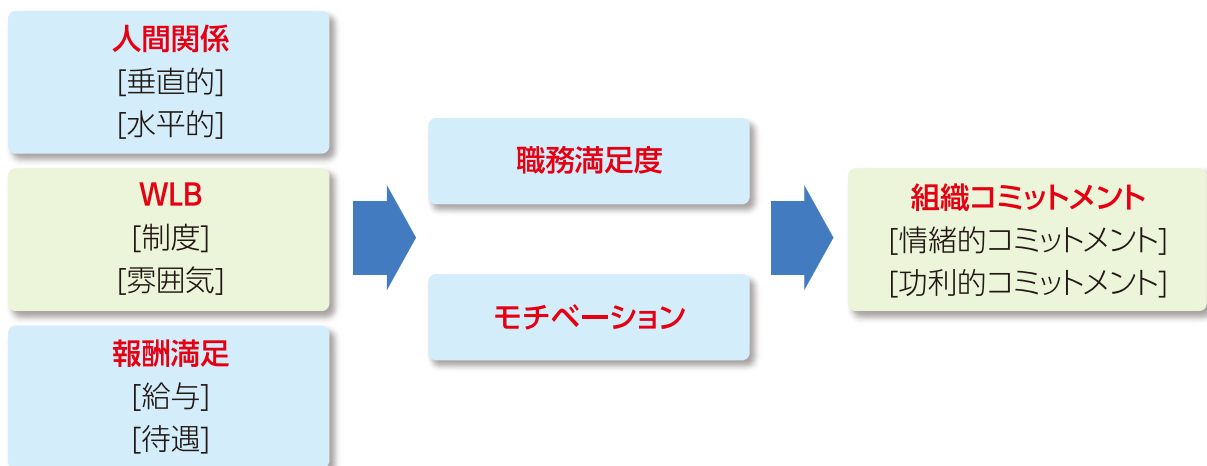 人間関係
[垂直的]
[水平的]
WLB
[制度]
[雰囲気]
報酬満足
[給与]
[待遇]
職務満足度
モチベーション
組織コミットメント
[情緒的コミットメント]
[功利的コミットメント]